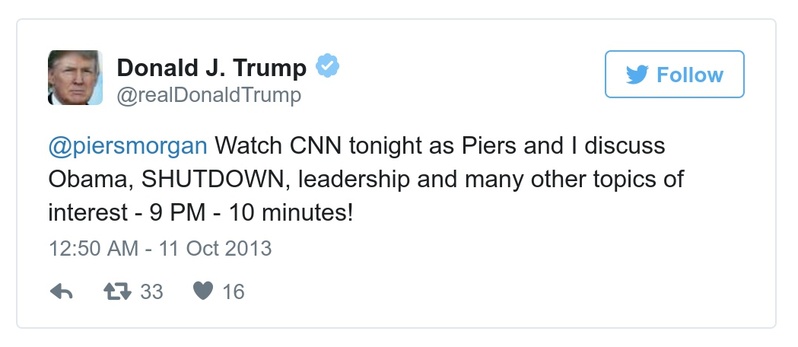 Donald J. Trump
@realDonaldTrump
Follow
@piersmorgan Watch CNN tonight as Piers and I discuss
Obama, SHUTDOWN, leadership and many other topics of
interest - 9 PM - 10 minutes!
12:50 AM - 11 Oct 2013
33 16